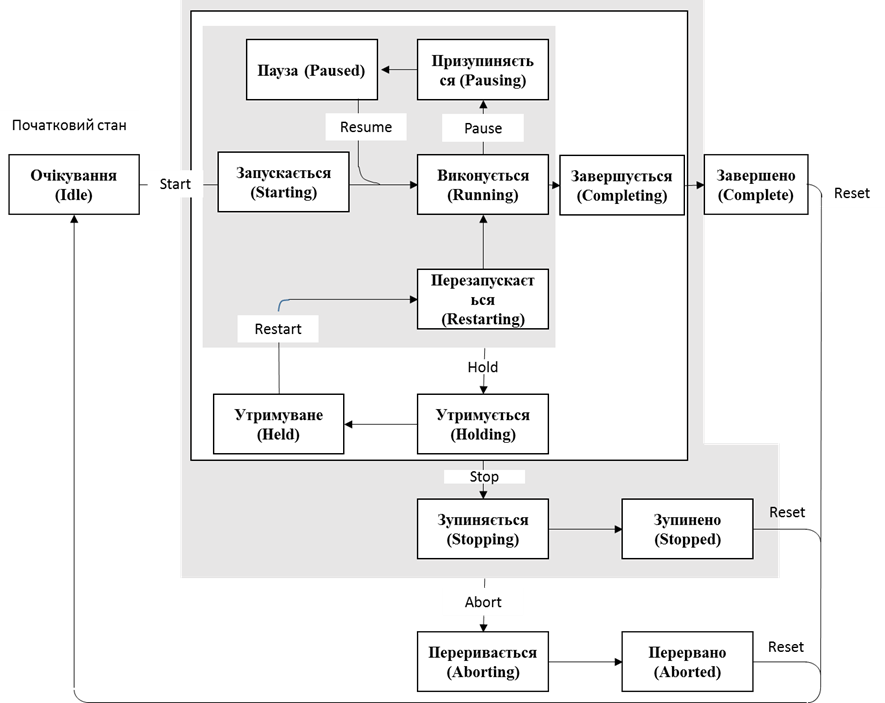 Пауза (Paused)
Призупиняєть
ся (Pausing)
Resume
Pause
Початковий стан
Очікування
(Idle)
Start
Запускається
(Starting)
Виконується
(Running)
Завершується
(Completing)
Завершено
(Complete)
Reset
Перезапускаєт
ься
(Restarting)
Restart
Hold
Утримуване
(Held)
Утримується
(Holding)
Stop
Зупиняється
(Stopping)
Зупинено
(Stopped)
Reset
Abort
Переривається
(Aborting)
Перервано
(Aborted)
Reset